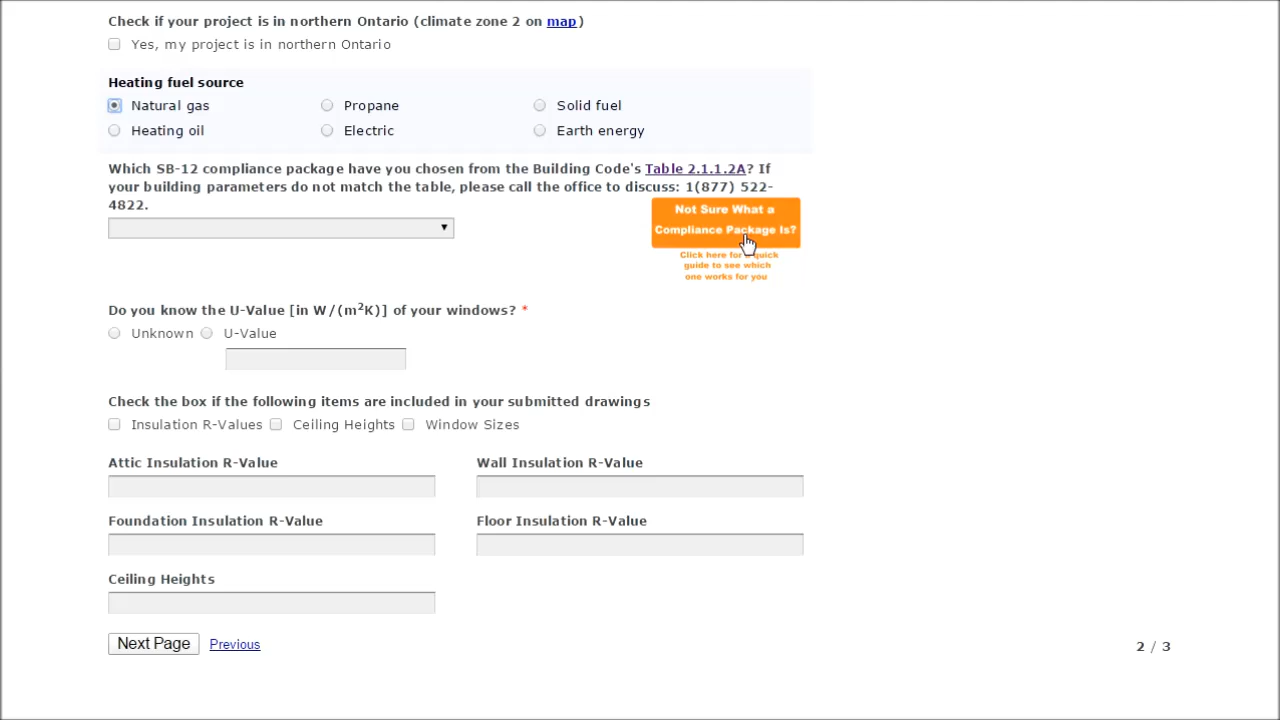 Check if your project is in northern Ontario (climate zone 2 on map)
Yes, my project is in northern Ontario
Heating fuel source
Natural gas Propane Solid fuel
Heating oil Electric Earth energy
Which SB-12 compliance package have you chosen from the Building Code's Table 2.1.1.2A? If
your building parameters do not match the table, please call the office to discuss: 1(877) 522-
4822.
Not Sure What a
Compliance Package Is?
Click here for a quick
guide to see which
one works for you
Do you know the U-Value [in W/(m²K)] of your windows? *
Unknown U-Value
Check the box if the following items are included in your submitted drawings
Insulation R-Values Ceiling Heights Window Sizes
Attic Insulation R-Value Wall Insulation R-Value
Foundation Insulation R-Value Floor Insulation R-Value
Ceiling Heights
Next Page Previous 2 / 3